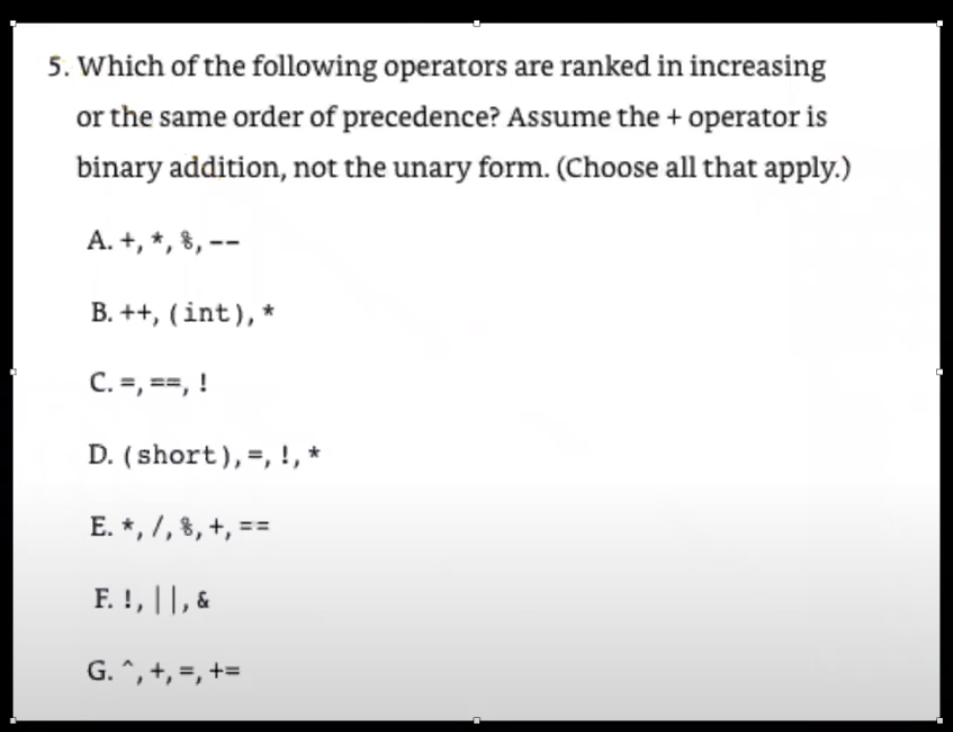 5. Which of the following operators are ranked in increasing
or the same order of precedence? Assume the + operator is
binary addition, not the unary form. (Choose all that apply.)
A. +, *, %, --
B. ++, (int), *
C. =, ==, !
D. (short), =, !, *
E. *, /, %, +, ==
F. !, ||, &
G. ^, +, =, +=